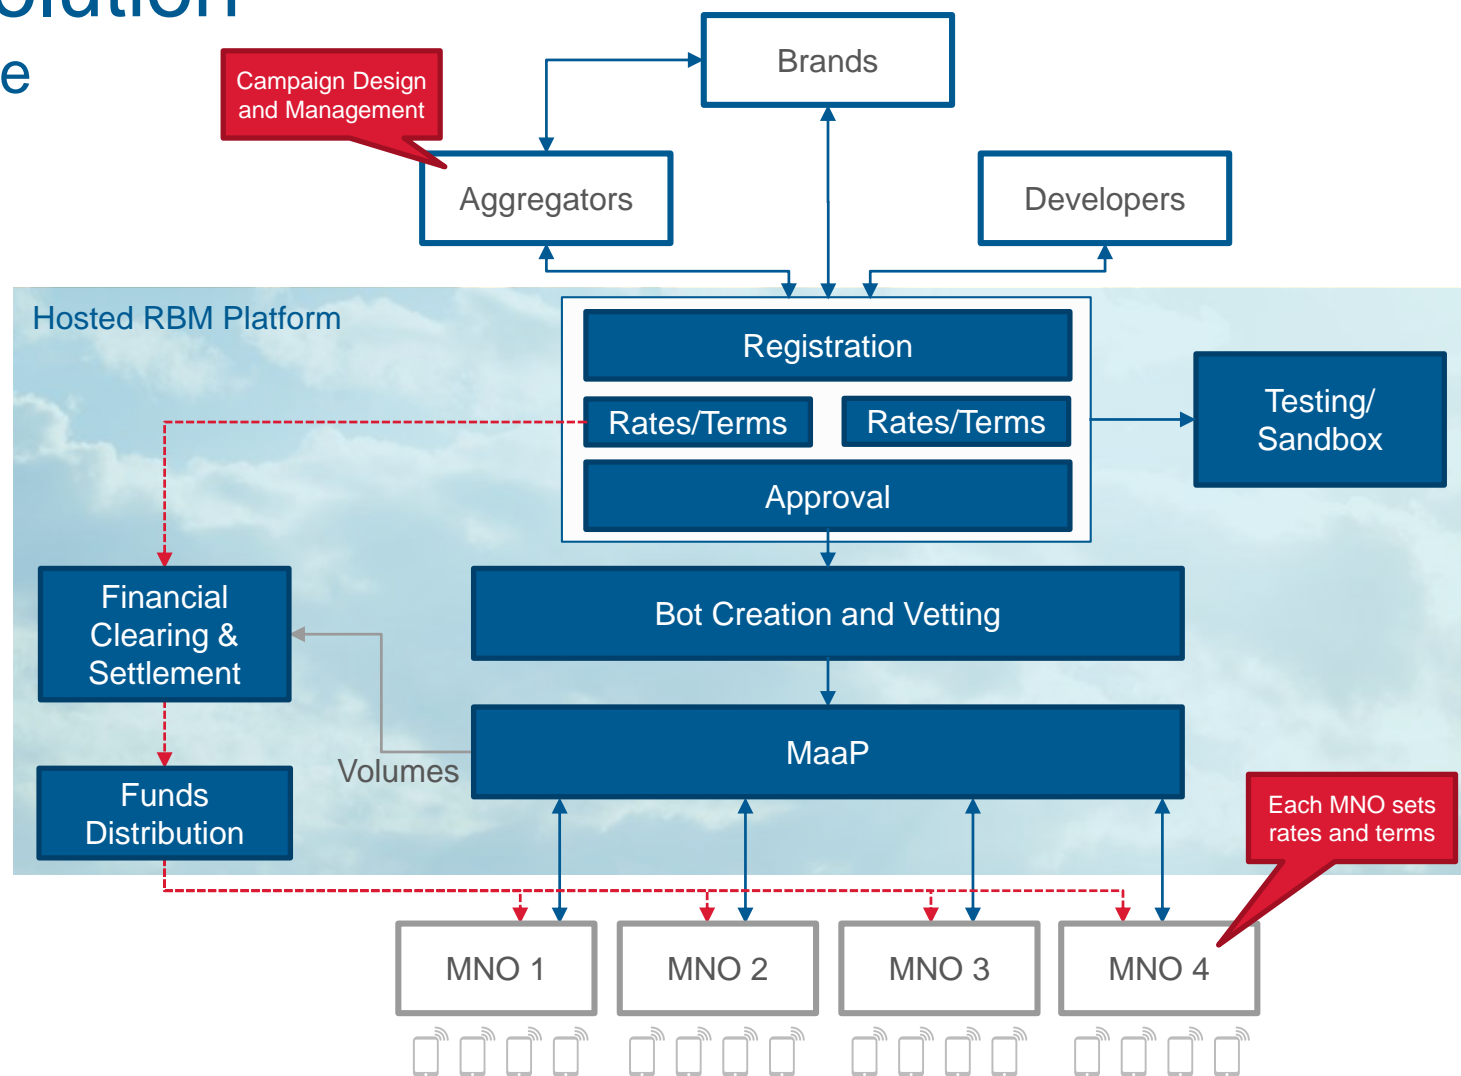 e
Campaign Design
and Management
Brands
Aggregators
Developers
Hosted RBM Platform
Registration
Rates/Terms
Rates/Terms
Approval
Testing/
Sandbox
Financial
Clearing &
Settlement
Bot Creation and Vetting
MaaP
Volumes
Funds
Distribution
Each MNO sets
rates and terms
MNO 1
MNO 2
MNO 3
MNO 4